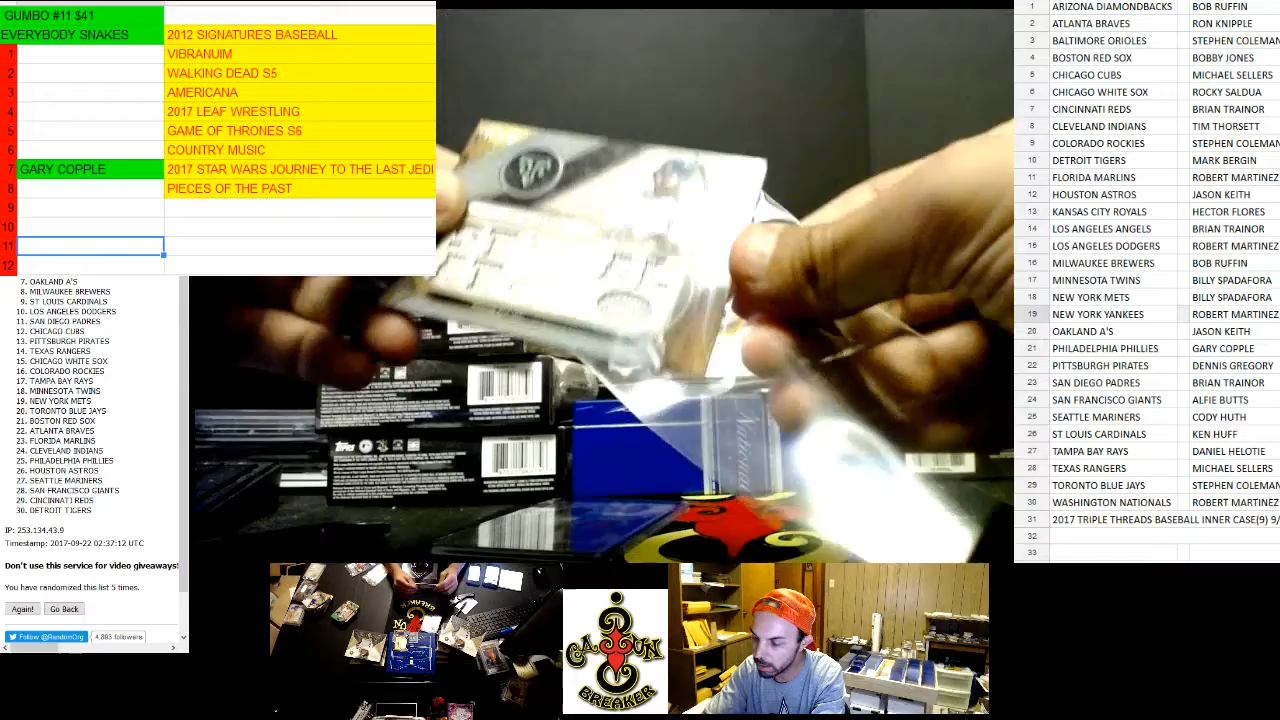 GUMBO #11 $41
EVERYBODY SNAKES 2012 SIGNATURES BASEBALL
1 VIBRANUIM
2 WALKING DEAD S5
3 AMERICANA
4 2017 LEAF WRESTLING
5 GAME OF THRONES S6
6 COUNTRY MUSIC
7 GARY COPPLE 2017 STAR WARS JOURNEY TO THE LAST JEDI
8 PIECES OF THE PAST
9
10
11
12
7. OAKLAND A'S
8. MILWAUKEE BREWERS
9. ST LOUIS CARDINALS
10. LOS ANGELES DODGERS
11. SAN DIEGO PADRES
12. CHICAGO CUBS
13. PITTSBURGH PIRATES
14. TEXAS RANGERS
15. CHICAGO WHITE SOX
16. COLORADO ROCKIES
17. TAMPA BAY RAYS
18. MINNESOTA TWINS
19. NEW YORK METS
20. TORONTO BLUE JAYS
21. BOSTON RED SOX
22. ATLANTA BRAVES
23. FLORIDA MARLINS
24. CLEVELAND INDIANS
25. PHILADELPHIA PHILLIES
26. HOUSTON ASTROS
27. SEATTLE MARINERS
28. SAN FRANCISCO GIANTS
29. CINCINNATI REDS
30. DETROIT TIGERS
IP: 253.134.43.9
Timestamp: 2017-09-22 02:37:12 UTC
Don't use this service for video giveaways!
You have randomized this list 5 times.
Again! Go Back
Follow @RandomOrg 4,893 followers
Topps
CAJUN
BREAKER
1 ARIZONA DIAMONDBACKS BOB RUFFIN
2 ATLANTA BRAVES RON KNIPPLE
3 BALTIMORE ORIOLES STEPHEN COLEMAN
4 BOSTON RED SOX BOBBY JONES
5 CHICAGO CUBS MICHAEL SELLERS
6 CHICAGO WHITE SOX ROCKY SALDUA
7 CINCINNATI REDS BRIAN TRAINOR
8 CLEVELAND INDIANS TIM THORSETT
9 COLORADO ROCKIES STEPHEN COLEMAN
10 DETROIT TIGERS MARK BERGIN
11 FLORIDA MARLINS ROBERT MARTINEZ
12 HOUSTON ASTROS JASON KEITH
13 KANSAS CITY ROYALS HECTOR FLORES
14 LOS ANGELES ANGELS BRIAN TRAINOR
15 LOS ANGELES DODGERS ROBERT MARTINEZ
16 MILWAUKEE BREWERS BOB RUFFIN
17 MINNESOTA TWINS BILLY SPADAFORA
18 NEW YORK METS BILLY SPADAFORA
19 NEW YORK YANKEES ROBERT MARTINEZ
20 OAKLAND A'S JASON KEITH
21 PHILADELPHIA PHILLIES GARY COPPLE
22 PITTSBURGH PIRATES DENNIS GREGORY
23 SAN DIEGO PADRES BRIAN TRAINOR
24 SAN FRANCISCO GIANTS ALFIE BUTTS
25 SEATTLE MARINERS CODY HUTH
26 ST LOUIS CARDINALS KEN HUFF
27 TAMPA BAY RAYS DANIEL HELOTIE
28 TEXAS RANGERS MICHAEL SELLERS
29 TORONTO BLUE JAYS STEPHEN COLEMAN
30 WASHINGTON NATIONALS ROBERT MARTINEZ
31 2017 TRIPLE THREADS BASEBALL INNER CASE(9) 9/
32
33